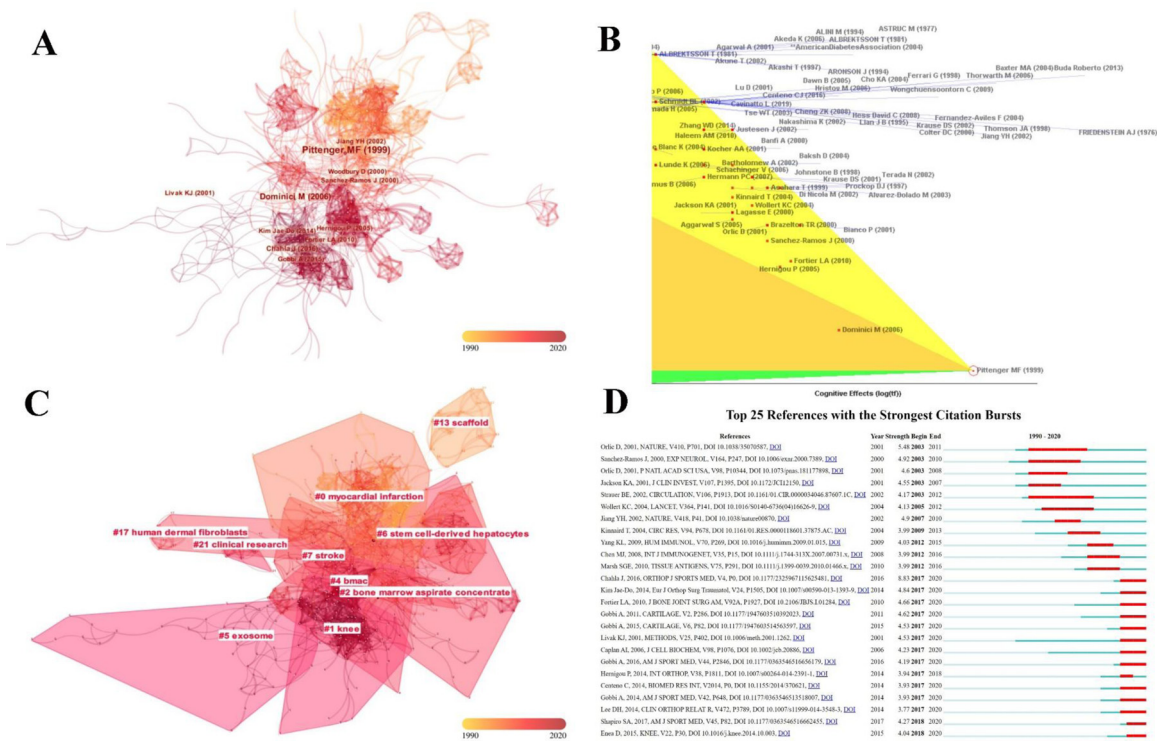 A
Jiang YH (2002)
Pittenger,MF (1999)
Woodbury D (2000)
Sanchez-Ramos J (2000)
Livak KJ (2001)
Dominici M (2006)
Fortier LA (2010)
1990
2020
B
ALBINI M (1994)
ASTRUC M (1977)
Akeda K (2006)
ALBREKTSSON T (1981)
Agarwal A (2001)
**AmericanDiabetesAssociation (2004)
ALBREKTSSON T (1981)
Akune T (2002)
Akashi T (1997)
ARONSON J (1994)
Baxter MA (2004)
Buda Roberto (2013)
Dawn B (2005)
Cho KA (2004)
Ferrari G (1998)
Thorwarth M (2006)
Lu D (2001)
Hristov M (2006)
Wongchuensoontorn C (2009)
Centeno CJ (2016)
Cavinatto L (2019)
Tse WT (2003)
Cheng ZK (2008)
Hess David C (2008)
Fernandez-Aviles F (2004)
Zhang WD (2014)
Justesen J (2002)
Nakashima K (2002)
Lian J B (1995)
Krause DS (2002)
Thomson JA (1998)
Colter DC (2000)
Jiang YH (2002)
FRIEDENSTEIN AJ (1976)
Haleem AM (2010)
Banfi A (2008)
Blanc K (2004)
Kocher AA (2001)
Baksh D (2004)
Lunde K (2006)
Bartholomew A (2002)
Schachinger V (2006)
Johnstone B (1998)
Terada N (2002)
Hermann PC (2007)
Krause DS (2001)
Asahara T (1999)
Prockop DJ (1997)
Kinnaird T (2004)
Di Nicola M (2002)
Alvarez-Bolado M (2003)
Jackson KA (2001)
Wollert KC (2004)
Lagasse E (2000)
Aggarwal S (2005)
Brazelton TR (2000)
Orlic D (2001)
Bianco P (2001)
Sanchez-Ramos J (2000)
Fortier LA (2010)
Hernigou P (2005)
Dominici M (2006)
Pittenger MF (1999)
Cognitive Effects (log(tf))
C
#13 scaffold
#0 myocardial infarction
#17 human dermal fibroblasts
#6 stem cell-derived hepatocytes
#21 clinical research
#7 stroke
#4 bmac
#2 bone marrow aspirate concentrate
#1 knee
#5 exosome
1990
2020
D
Top 25 References with the Strongest Citation Bursts
References Year Strength Begin End 1990 - 2020
Orlic D, 2001, NATURE, V410, P701, DOI 10.1038/35070587, DOI 2001 5.48 2003 2011
Sanchez-Ramos J, 2000, EXP NEUROL, V164, P247, DOI 10.1006/exnr.2000.7389, DOI 2000 4.92 2003 2010
Orlic D, 2001, P NATL ACAD SCI USA, V98, P10344, DOI 10.1073/pnas.181177898, DOI 2001 4.6 2003 2008
Jackson KA, 2001, J CLIN INVEST, V107, P1395, DOI 10.1172/JCI12150, DOI 2001 4.55 2003 2007
Strauer BE, 2002, CIRCULATION, V106, P1913, DOI 10.1161/01.CIR.0000034046.87607.1C, DOI 2002 4.17 2003 2012
Wollert KC, 2004, LANCET, V364, P141, DOI 10.1016/S0140-6736(04)16626-9, DOI 2004 4.13 2005 2012
Jiang YH, 2002, NATURE, V418, P41, DOI 10.1038/nature00870, DOI 2002 4.9 2007 2010
Kinnaird T, 2004, CIRC RES, V94, P678, DOI 10.1161/01.RES.0000118601.37875.AC, DOI 2004 3.99 2009 2013
Yang KL, 2009, HUM IMMUNOL, V70, P269, DOI 10.1016/j.humimm.2009.01.015, DOI 2009 4.03 2012 2015
Chen MJ, 2008, INT J IMMUNOGENET, V35, P15, DOI 10.1111/j.1744-313X.2007.00731.x, DOI 2008 3.99 2012 2016
Marsh SGE, 2010, TISSUE ANTIGENS, V75, P291, DOI 10.1111/j.1399-0039.2010.01466.x, DOI 2010 3.99 2012 2016
Chahla J, 2016, ORTHOP J SPORTS MED, V4, P0, DOI 10.1177/2325967115625481, DOI 2016 8.83 2017 2020
Kim Jae-Do, 2014, Eur J Orthop Surg Traumatol, V24, P1505, DOI 10.1007/s00590-013-1393-9, DOI 2014 4.84 2017 2020
Fortier LA, 2010, J BONE JOINT SURG AM, V92A, P1927, DOI 10.2106/JBJS.I.01284, DOI 2010 4.66 2017 2020
Gobbi A, 2011, CARTILAGE, V2, P286, DOI 10.1177/1947603510392023, DOI 2011 4.62 2017 2020
Gobbi A, 2015, CARTILAGE, V6, P82, DOI 10.1177/1947603514563597, DOI 2015 4.53 2017 2020
Livak KJ, 2001, METHODS, V25, P402, DOI 10.1006/meth.2001.1262, DOI 2001 4.53 2017 2020
Caplan AI, 2006, J CELL BIOCHEM, V98, P1076, DOI 10.1002/jcb.20886, DOI 2006 4.23 2017 2020
Gobbi A, 2016, AM J SPORT MED, V44, P2846, DOI 10.1177/0363546516656179, DOI 2016 4.19 2017 2020
Hernigou P, 2014, INT ORTHOP, V38, P1811, DOI 10.1007/s00264-014-2391-1, DOI 2014 3.94 2017 2018
Centeno C, 2014, BIOMED RES INT, V2014, P0, DOI 10.1155/2014/370621, DOI 2014 3.93 2017 2020
Gobbi A, 2014, AM J SPORT MED, V42, P648, DOI 10.1177/0363546513518007, DOI 2014 3.93 2017 2020
Lee DH, 2014, CLIN ORTHOP RELAT R, V472, P3789, DOI 10.1007/s11999-014-3548-3, DOI 2014 3.77 2017 2020
Shapiro SA, 2017, AM J SPORT MED, V45, P82, DOI 10.1177/0363546516662455, DOI 2017 4.27 2018 2020
Enea D, 2015, KNEE, V22, P30, DOI 10.1016/j.knee.2014.10.003, DOI 2015 4.04 2018 2020